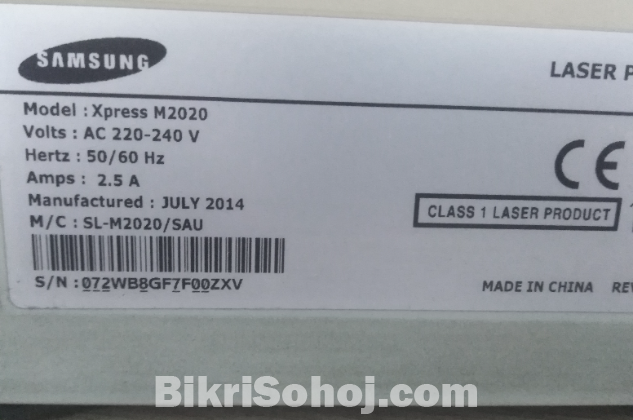 SAMSUNG
LASER P
Model : Xpress M2020
Volts : AC 220-240 V
Hertz : 50/60 Hz
Amps : 2.5 A
Manufactured : JULY 2014
M/C : SL-M2020/SAU
CE
CLASS 1 LASER PRODUCT
S/N : 072WB8GF7F00ZXV
MADE IN CHINA REV
BikriSohoj.com